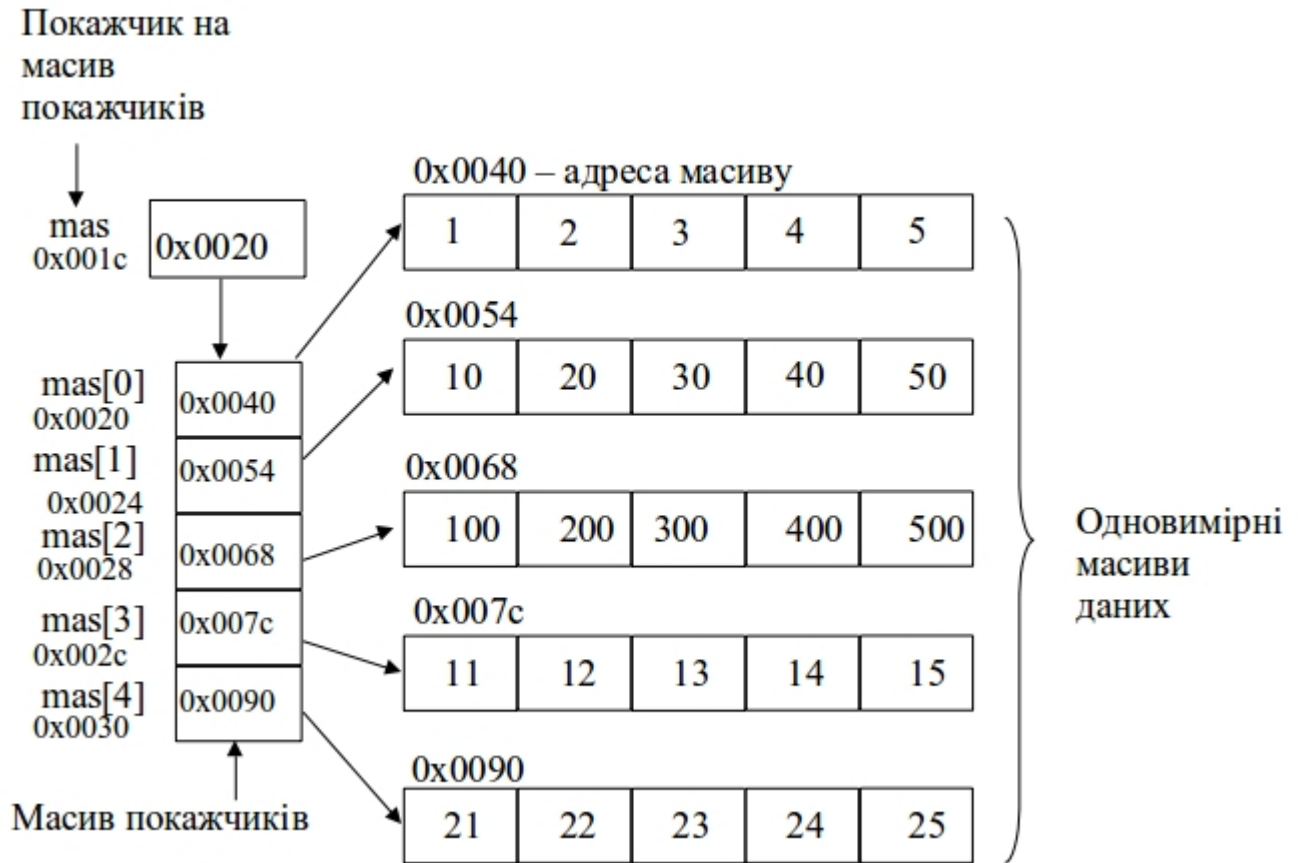 Покажчик на
масив
покажчиків
0x0040 – адреса масиву
mas
0x001c
0x0020
1 2 3 4 5
0x0054
mas[0]
0x0020
0x0040
10 20 30 40 50
mas[1]
0x0024
0x0054
0x0068
mas[2]
0x0028
0x0068
100 200 300 400 500
Одновимірні
масиви
даних
0x007c
mas[3]
0x002c
0x007c
11 12 13 14 15
mas[4]
0x0030
0x0090
0x0090
Масив покажчиків
21 22 23 24 25